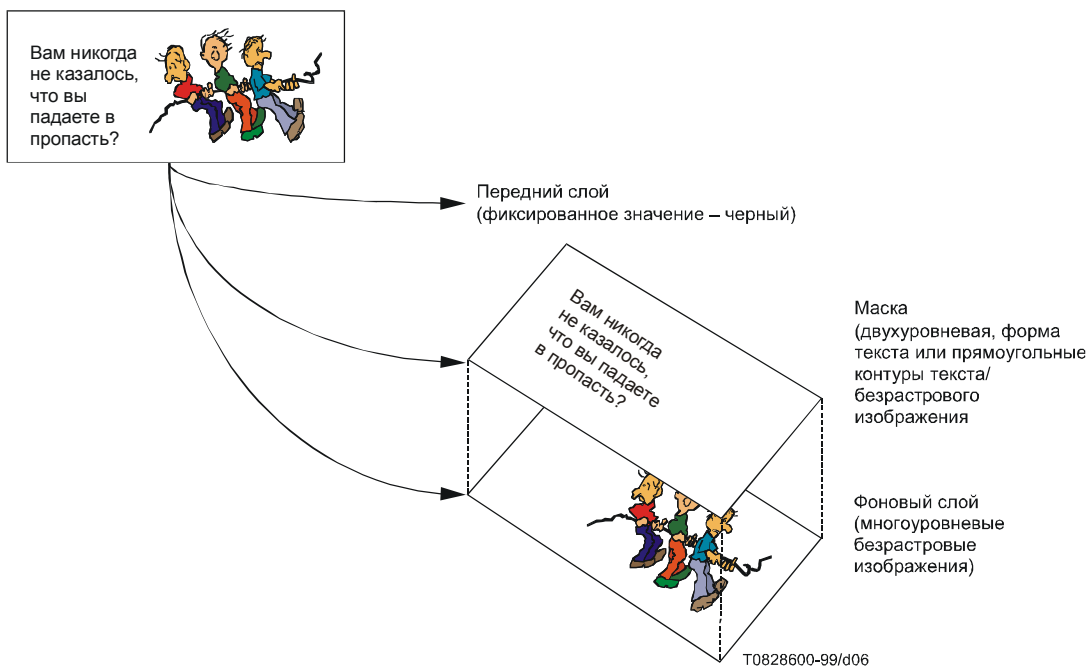 Вам никогда
не казалось,
что вы
падаете в
пропасть?
Передний слой
(фиксированное значение – черный)
Вам никогда
не казалось,
что вы падаете
в пропасть?
Маска
(двухуровневая, форма
текста или прямоугольные
контуры текста/
безрастрового
изображения
Фоновый слой
(многоуровневые
безрастровые
изображения)
T0828600-99/d06